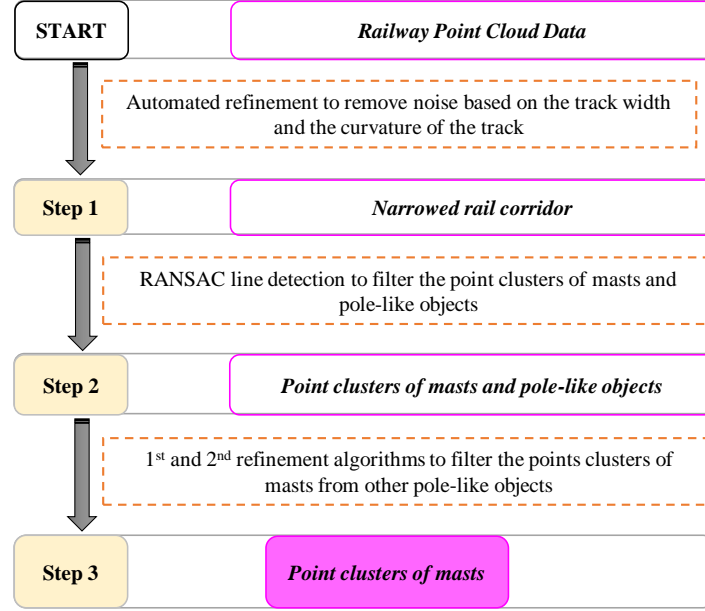 START
Railway Point Cloud Data
Automated refinement to remove noise based on the track width
and the curvature of the track
Step 1
Narrowed rail corridor
RANSAC line detection to filter the point clusters of masts and
pole-like objects
Step 2
Point clusters of masts and pole-like objects
1st and 2nd refinement algorithms to filter the points clusters of
masts from other pole-like objects
Step 3
Point clusters of masts